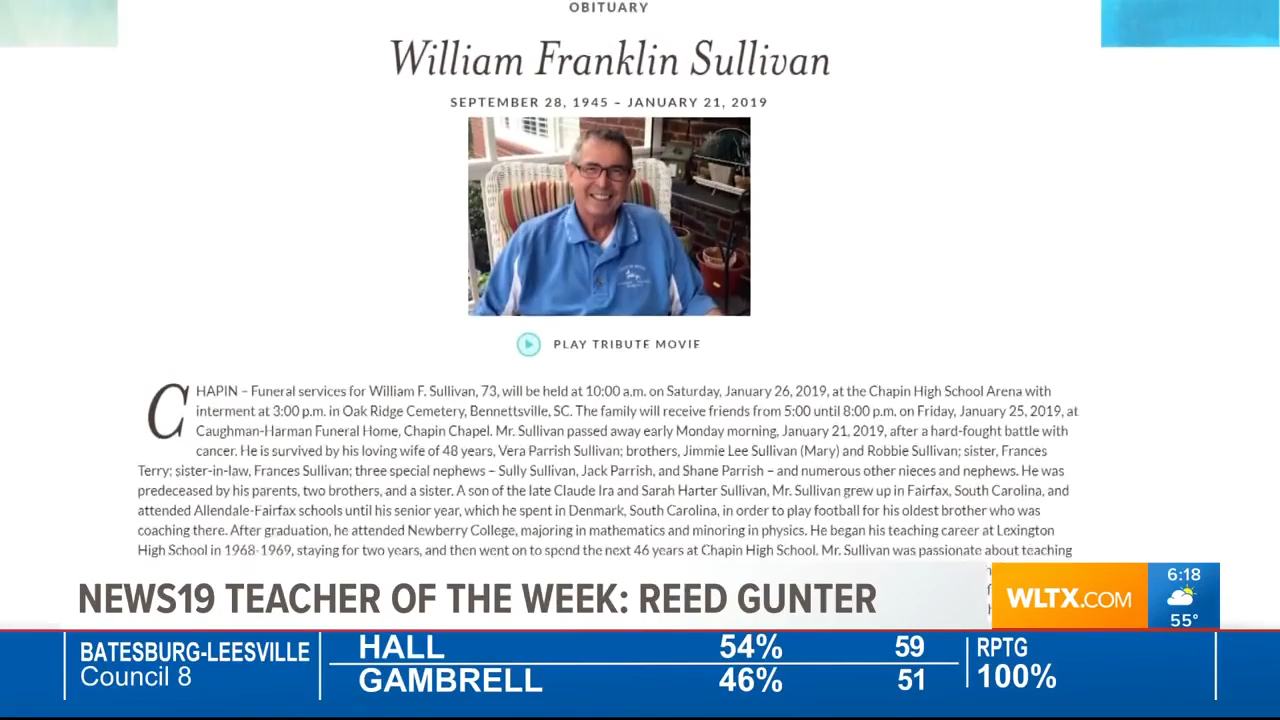 OBITUARY
William Franklin Sullivan
SEPTEMBER 28, 1945 – JANUARY 21, 2019
PLAY TRIBUTE MOVIE
CHAPIN – Funeral services for William F. Sullivan, 73, will be held at 10:00 a.m. on Saturday, January 26, 2019, at the Chapin High School Arena with
interment at 3:00 p.m. in Oak Ridge Cemetery, Bennettsville, SC. The family will receive friends from 5:00 until 8:00 p.m. on Friday, January 25, 2019, at
Caughman-Harman Funeral Home, Chapin Chapel. Mr. Sullivan passed away early Monday morning, January 21, 2019, after a hard-fought battle with
cancer. He is survived by his loving wife of 48 years, Vera Parrish Sullivan; brothers, Jimmie Lee Sullivan (Mary) and Robbie Sullivan; sister, Frances
Terry; sister-in-law, Frances Sullivan; three special nephews – Sully Sullivan, Jack Parrish, and Shane Parrish – and numerous other nieces and nephews. He was
predeceased by his parents, two brothers, and a sister. A son of the late Claude Ira and Sarah Harter Sullivan, Mr. Sullivan grew up in Fairfax, South Carolina, and
attended Allendale-Fairfax schools until his senior year, which he spent in Denmark, South Carolina, in order to play football for his oldest brother who was
coaching there. After graduation, he attended Newberry College, majoring in mathematics and minoring in physics. He began his teaching career at Lexington
High School in 1968-1969, staying for two years, and then went on to spend the next 46 years at Chapin High School. Mr. Sullivan was passionate about teaching
NEWS19 TEACHER OF THE WEEK: REED GUNTER
WLTX.COM
6:18
55°
BATESBURG-LEESVILLE
Council 8
HALL 54% 59
GAMBRELL 46% 51
RPTG
100%